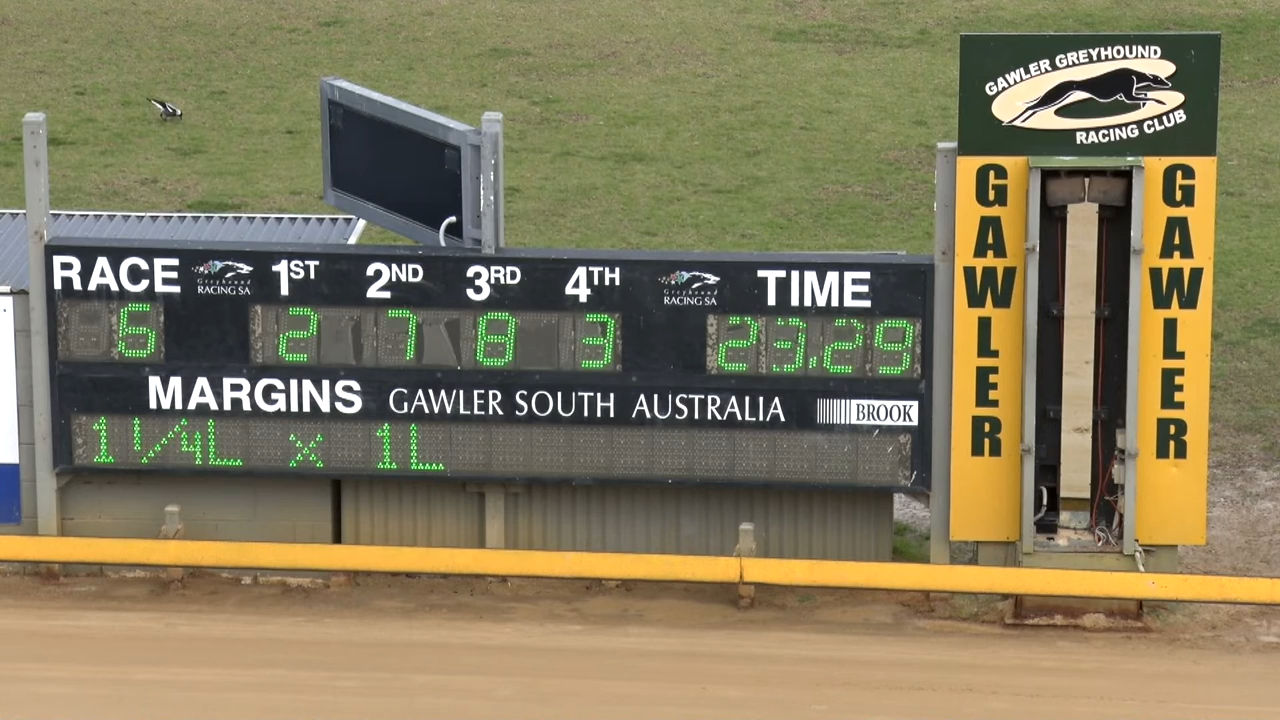 GAWLER GREYHOUND
RACING CLUB
GAWLER
GAWLER
RACE
Greyhound
RACING SA
1ST
2ND
3RD
4TH
Greyhound
RACING SA
TIME
6
2
7
8
3
23.29
MARGINS
GAWLER SOUTH AUSTRALIA
BROOK
1 1/4L x 1L